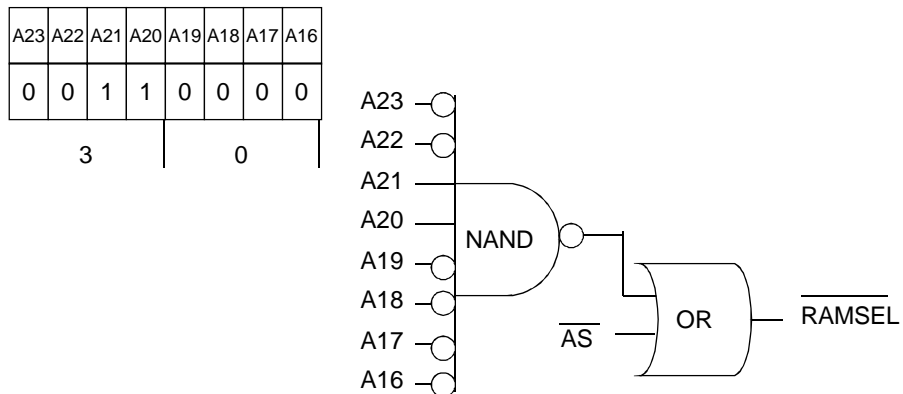 A23 A22 A21 A20 A19 A18 A17 A16
0 0 1 1 0 0 0 0
3 0
A23
A22
A21
A20
A19
A18
A17
A16
NAND
AS
OR
RAMSEL